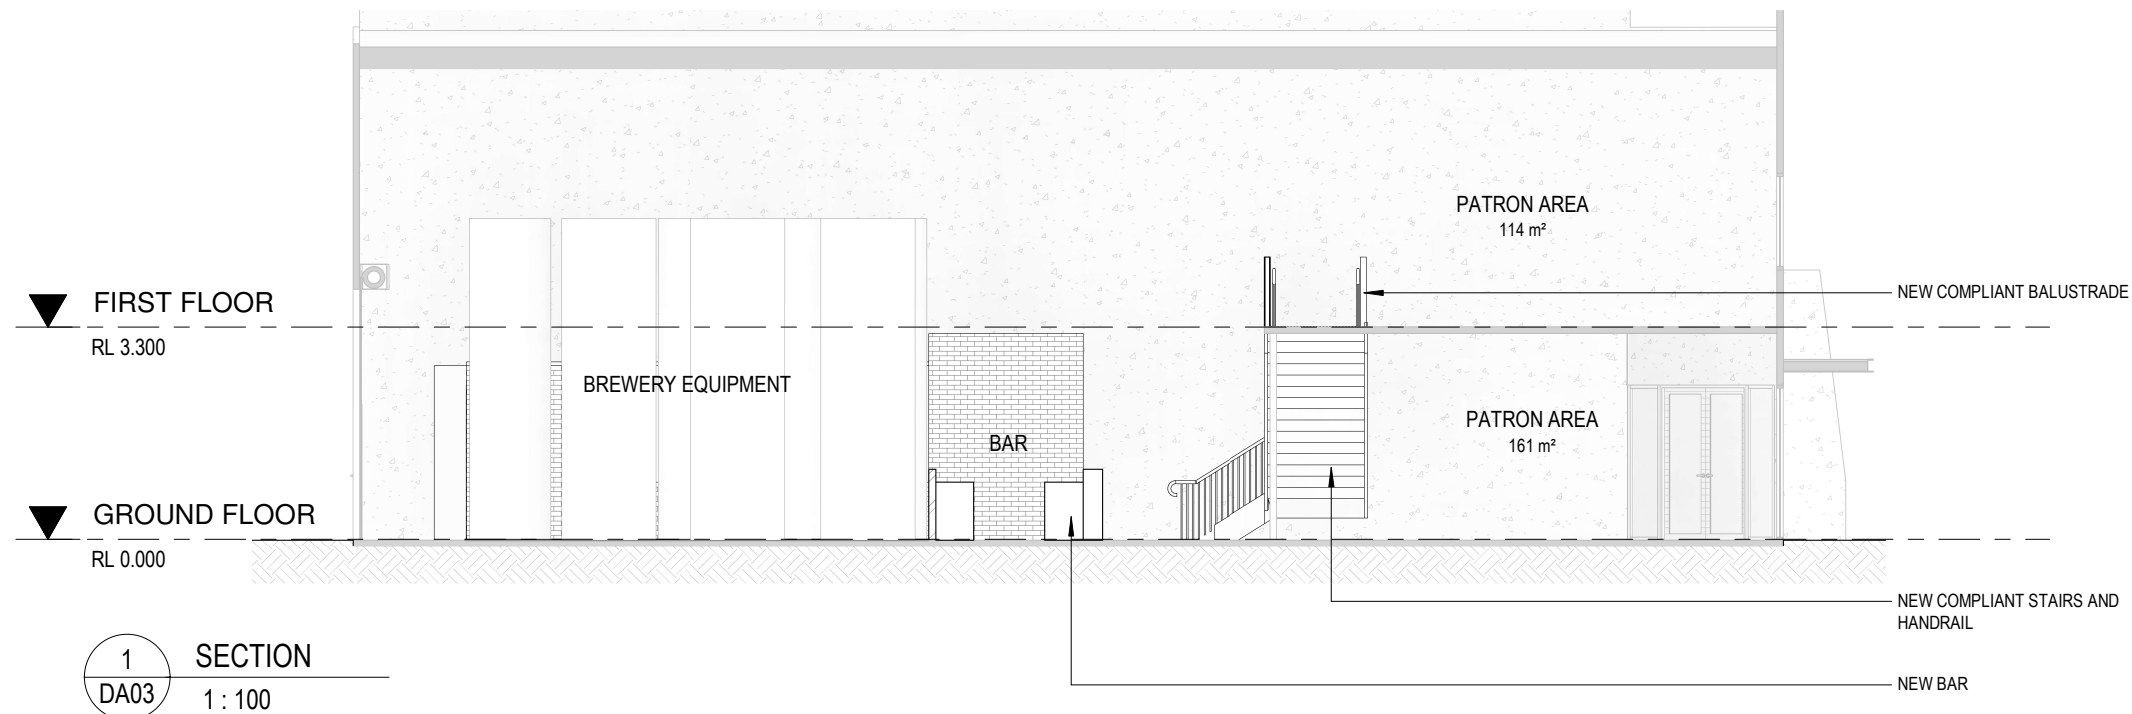 PATRON AREA
114 m²
FIRST FLOOR
RL 3.300
NEW COMPLIANT BALUSTRADE
BREWERY EQUIPMENT
BAR
PATRON AREA
161 m²
GROUND FLOOR
RL 0.000
NEW COMPLIANT STAIRS AND
HANDRAIL
NEW BAR
1
DA03
SECTION
1 : 100